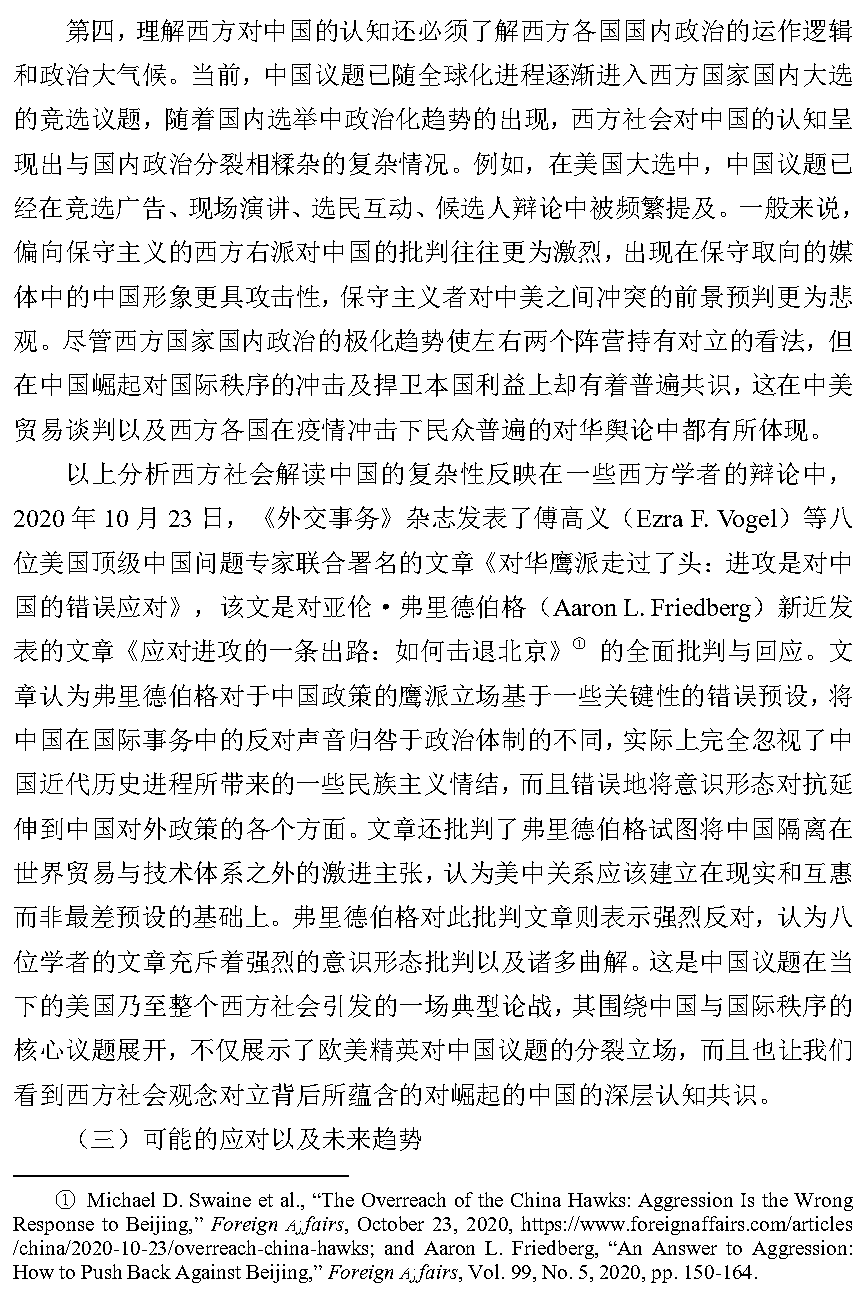 第四，理解西方对中国的认知还必须了解西方各国国内政治的运作逻辑
和政治大气候。当前，中国议题已随全球化进程逐渐进入西方国家国内大选
的竞选议题，随着国内选举中政治化趋势的出现，西方社会对中国的认知呈
现出与国内政治分裂相糅杂的复杂情况。例如，在美国大选中，中国议题已
经在竞选广告、现场演讲、选民互动、候选人辩论中被频繁提及。一般来说，
偏向保守主义的西方右派对中国的批判往往更为激烈，出现在保守取向的媒
体中的中国形象更具攻击性，保守主义者对中美之间冲突的前景预判更为悲
观。尽管西方国家国内政治的极化趋势使左右两个阵营持有对立的看法，但
在中国崛起对国际秩序的冲击及捍卫本国利益上却有着普遍共识，这在中美
贸易谈判以及西方各国在疫情冲击下民众普遍的对华舆论中都有所体现。
以上分析西方社会解读中国的复杂性反映在一些西方学者的辩论中，
2020 年 10 月 23 日，《外交事务》杂志发表了傅高义（Ezra F. Vogel）等八
位美国顶级中国问题专家联合署名的文章《对华鹰派走过了头：进攻是对中
国的错误应对》，该文是对亚伦·弗里德伯格（Aaron L. Friedberg）新近发
表的文章《应对进攻的一条出路：如何击退北京》① 的全面批判与回应。文
章认为弗里德伯格对于中国政策的鹰派立场基于一些关键性的错误预设，将
中国在国际事务中的反对声音归咎于政治体制的不同，实际上完全忽视了中
国近代历史进程所带来的一些民族主义情结，而且错误地将意识形态对抗延
伸到中国对外政策的各个方面。文章还批判了弗里德伯格试图将中国隔离在
世界贸易与技术体系之外的激进主张，认为美中关系应该建立在现实和互惠
而非最差预设的基础上。弗里德伯格对此批判文章则表示强烈反对，认为八
位学者的文章充斥着强烈的意识形态批判以及诸多曲解。这是中国议题在当
下的美国乃至整个西方社会引发的一场典型论战，其围绕中国与国际秩序的
核心议题展开，不仅展示了欧美精英对中国议题的分裂立场，而且也让我们
看到西方社会观念对立背后所蕴含的对崛起的中国的深层认知共识。
（三）可能的应对以及未来趋势
① Michael D. Swaine et al., “The Overreach of the China Hawks: Aggression Is the Wrong
Response to Beijing,” Foreign Affairs, October 23, 2020, https://www.foreignaffairs.com/articles
/china/2020-10-23/overreach-china-hawks; and Aaron L. Friedberg, “An Answer to Aggression:
How to Push Back Against Beijing,” Foreign Affairs, Vol. 99, No. 5, 2020, pp. 150-164.